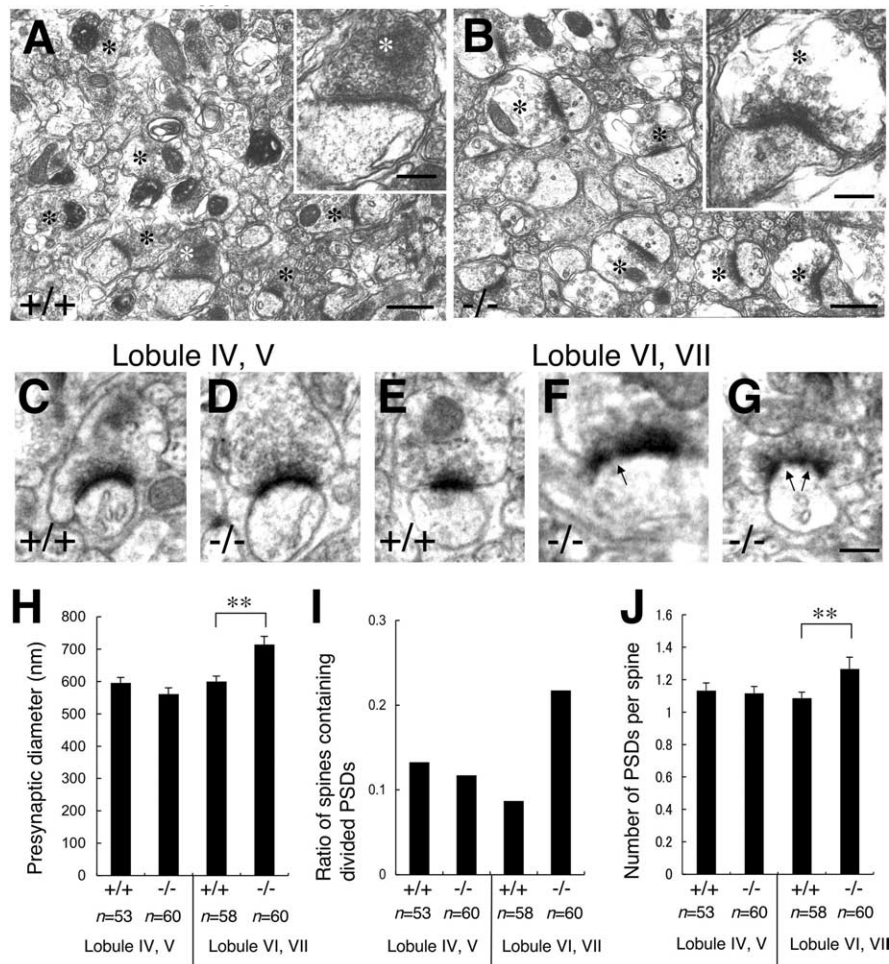 A
*
*
*
*
*
*
*
*
+/+
B
*
*
*
*
*
*
-/-
Lobule IV, V
Lobule VI, VII
C
+/+
D
-/-
E
+/+
F
-/-
G
-/-
H
**
Presynaptic diameter (nm)
800
700
600
500
400
300
200
100
0
+/+ -/- +/+ -/-
n=53 n=60 n=58 n=60
Lobule IV, V Lobule VI, VII
I
Ratio of spines containing
divided PSDs
0.3
0.2
0.1
0
+/+ -/- +/+ -/-
n=53 n=60 n=58 n=60
Lobule IV, V Lobule VI, VII
J
**
Number of PSDs per spine
1.6
1.4
1.2
1
0.8
0.6
0.4
0.2
0
+/+ -/- +/+ -/-
n=53 n=60 n=58 n=60
Lobule IV, V Lobule VI, VII